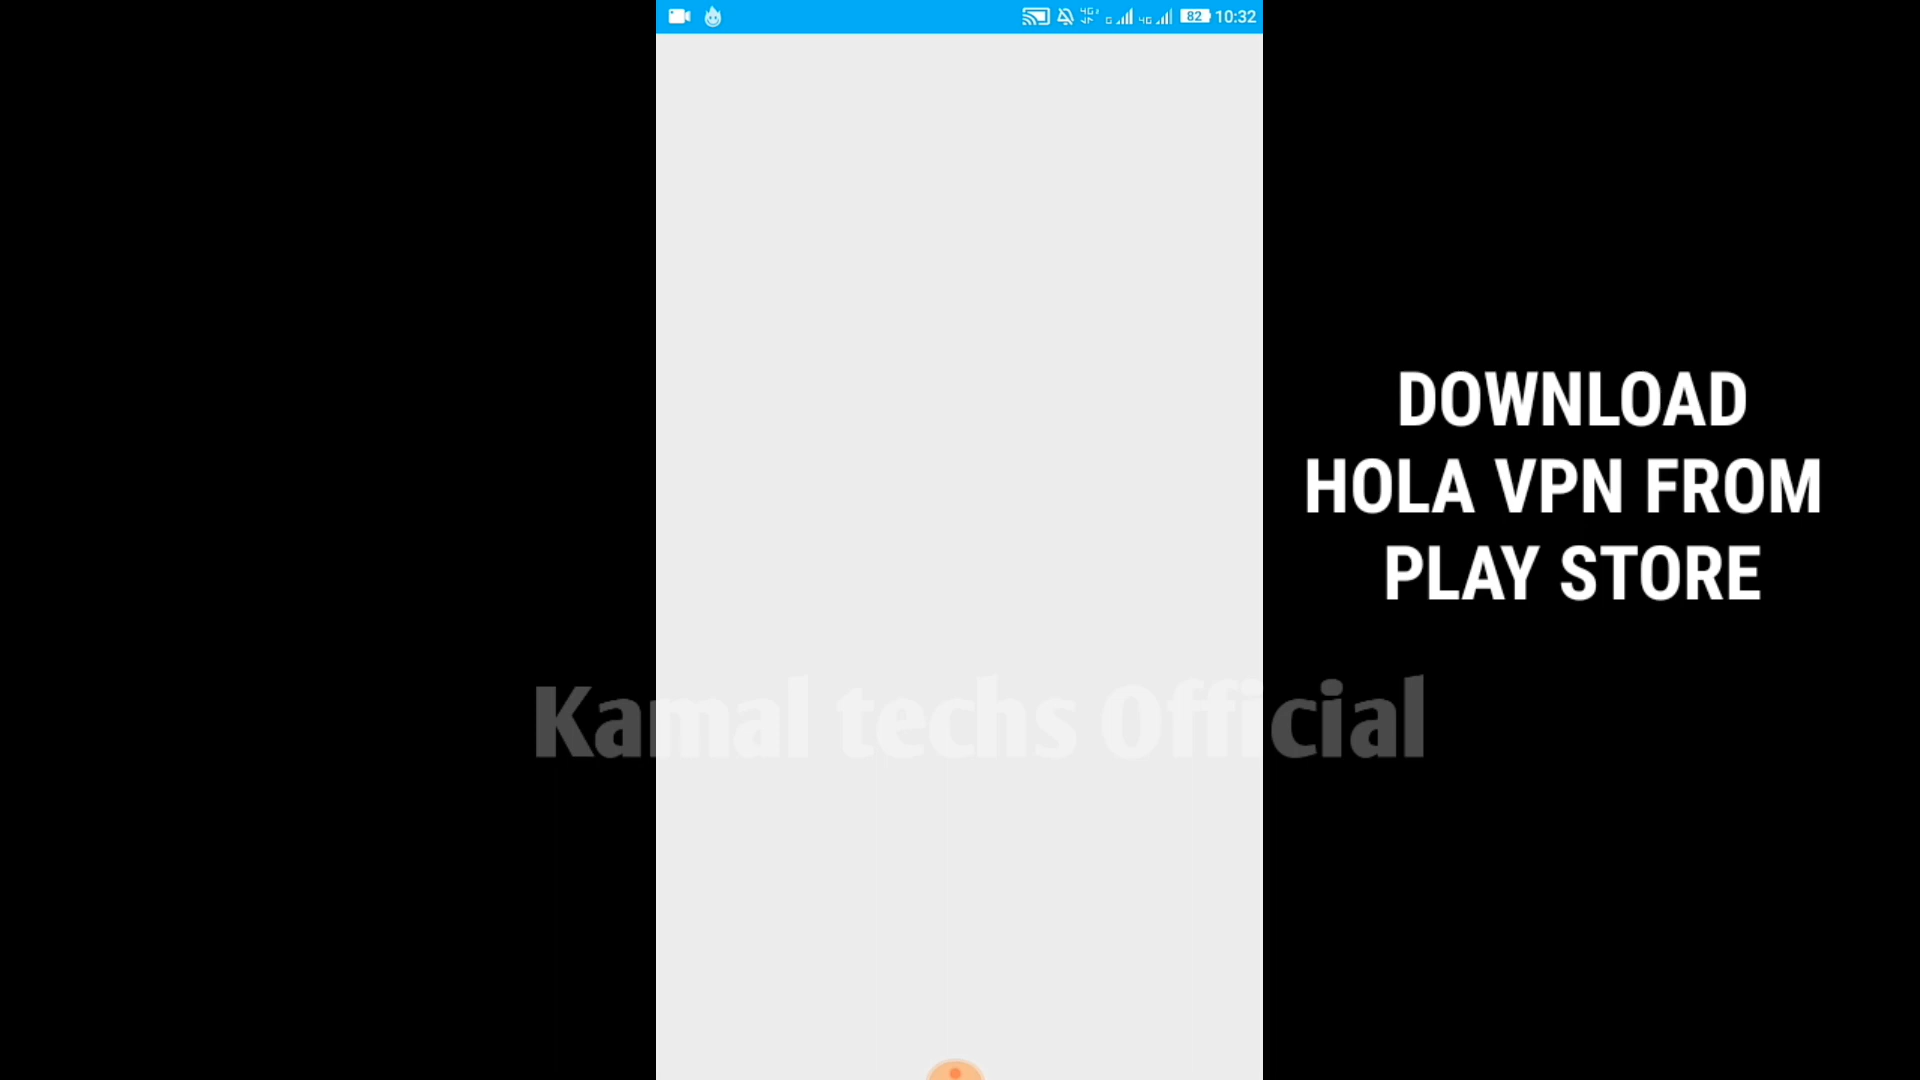 82 10:32
DOWNLOAD
HOLA VPN FROM
PLAY STORE
Kamal techs Official